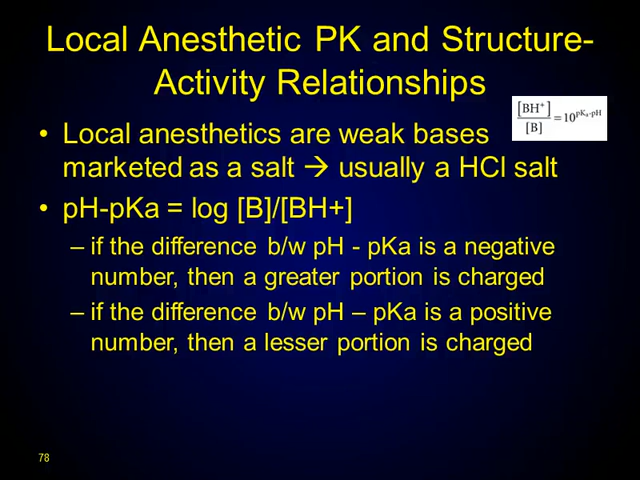 Local Anesthetic PK and Structure-
Activity Relationships
[BH⁺]
[B] = 10^pKₐ-pH
• Local anesthetics are weak bases
marketed as a salt → usually a HCl salt
• pH-pKa = log [B]/[BH+]
– if the difference b/w pH - pKa is a negative
number, then a greater portion is charged
– if the difference b/w pH – pKa is a positive
number, then a lesser portion is charged
78